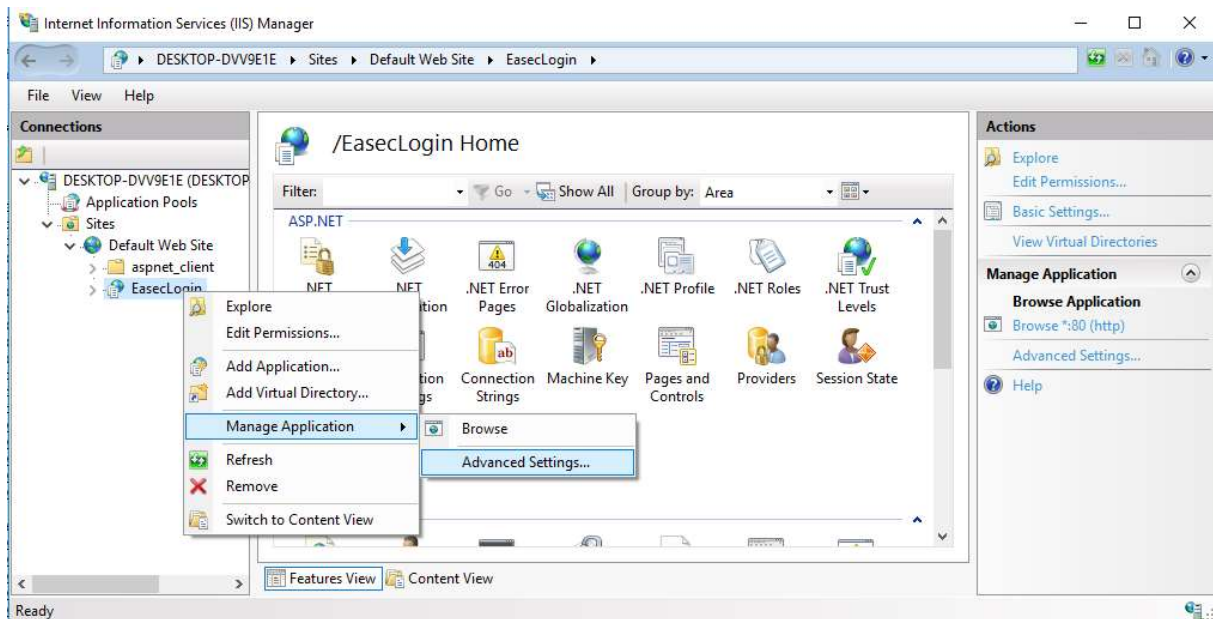 Internet Information Services (IIS) Manager
DESKTOP-DVV9E1E ▸ Sites ▸ Default Web Site ▸ EasecLogin ▸
File View Help
Connections
DESKTOP-DVV9E1E (DESKTOP
Application Pools
Sites
Default Web Site
aspnet_client
EasecLogin
Explore
Edit Permissions...
Add Application...
Add Virtual Directory...
Manage Application
Refresh
Remove
Switch to Content View
Browse
Advanced Settings...
/EasecLogin Home
Filter: Go Show All Group by: Area
ASP.NET
.NET Error Pages
404
.NET Globalization
.NET Profile
.NET Roles
.NET Trust Levels
ab
Connection Strings
Machine Key
Pages and Controls
Providers
Session State
Features View Content View
Actions
Explore
Edit Permissions...
Basic Settings...
View Virtual Directories
Manage Application
Browse Application
Browse *:80 (http)
Advanced Settings...
Help
Ready